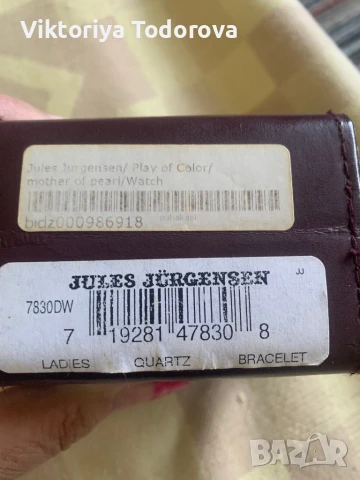 Viktoriya Todorova
Jules Jurgensen/ Play of Color/
mother of pearl/Watch
bidz000986918
JULES JÜRGENSEN
JJ
7830DW
7 19281 47830 8
LADIES QUARTZ BRACELET
BAZAR